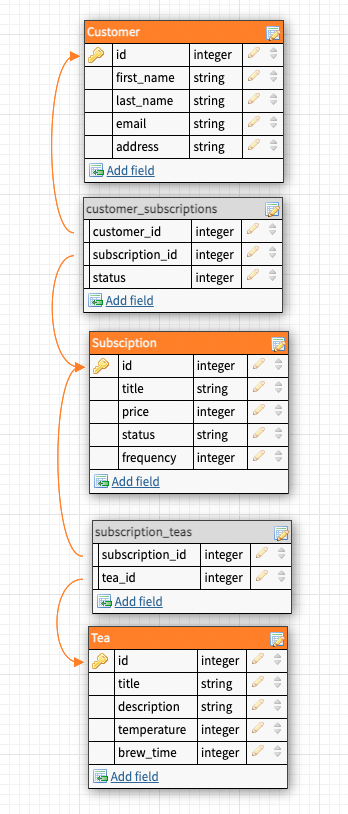 Customer
id integer
first_name string
last_name string
email string
address string
Add field
customer_subscriptions
customer_id integer
subscription_id integer
status integer
Add field
Subsciption
id integer
title string
price integer
status string
frequency integer
Add field
subscription_teas
subscription_id integer
tea_id integer
Add field
Tea
id integer
title string
description string
temperature integer
brew_time integer
Add field